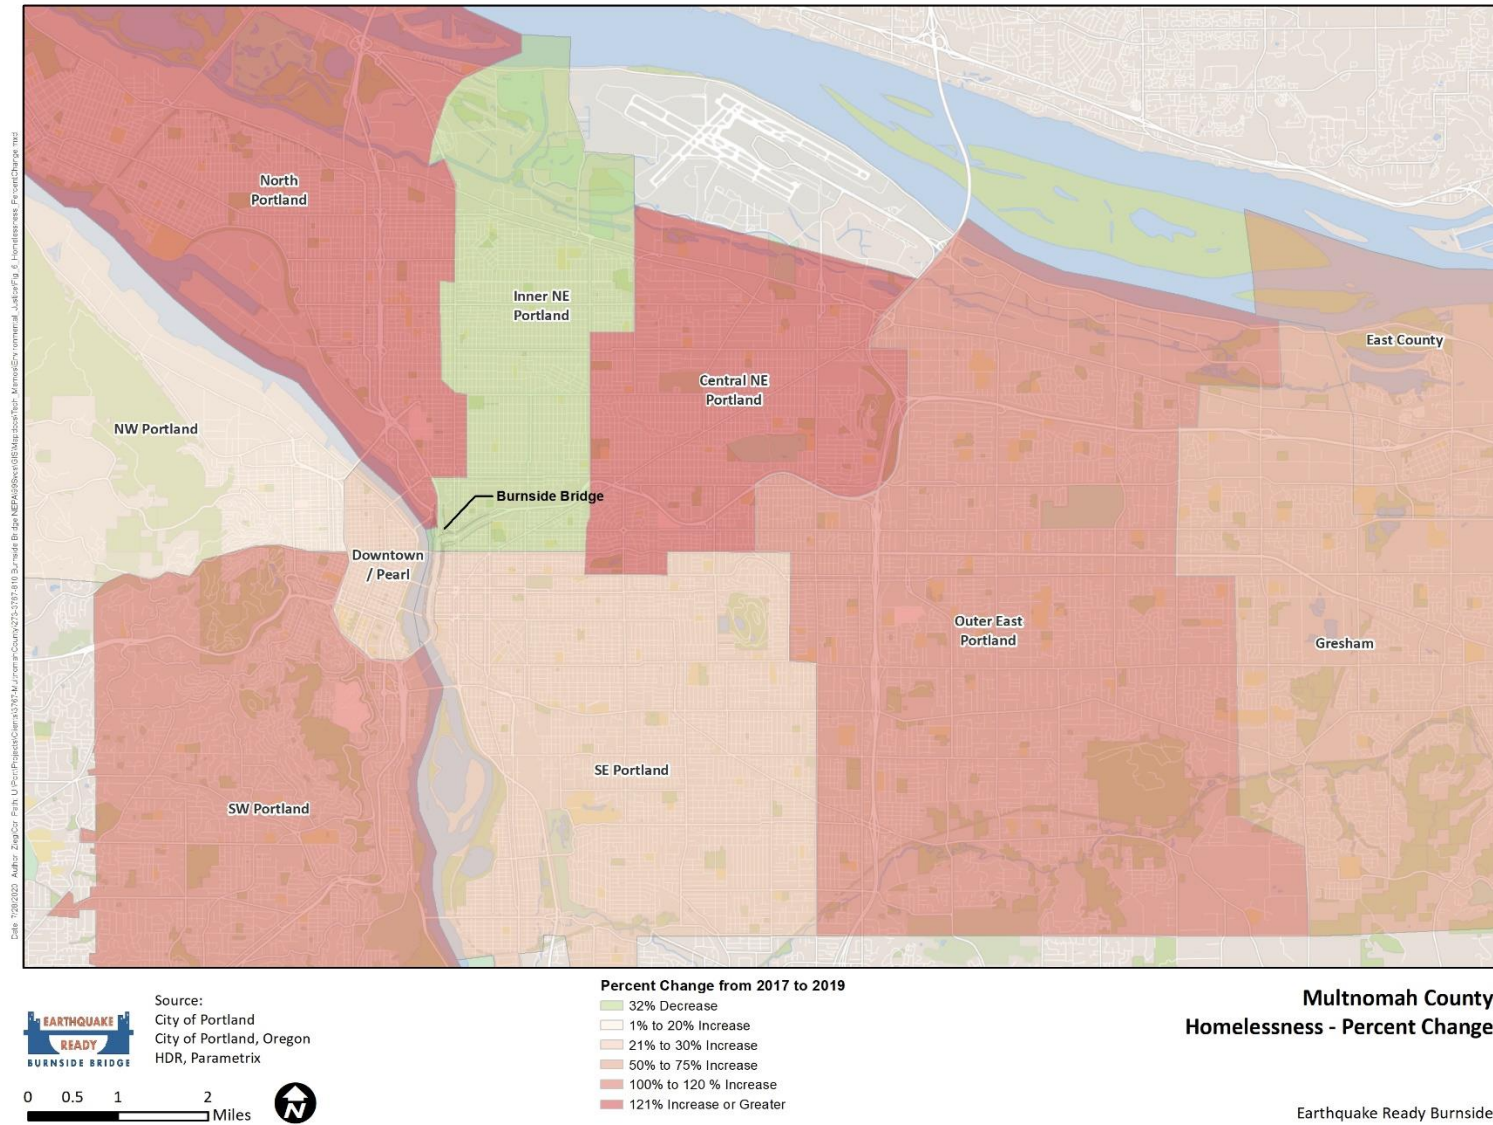 North
Portland
Inner NE
Portland
Central NE
Portland
East County
NW Portland
Burnside Bridge
Downtown
/ Pearl
Outer East
Portland
Gresham
SE Portland
SW Portland
EARTHQUAKE
READY
BURNSIDE BRIDGE
Source:
City of Portland
City of Portland, Oregon
HDR, Parametrix
0 0.5 1 2
Miles
N
Percent Change from 2017 to 2019
32% Decrease
1% to 20% Increase
21% to 30% Increase
50% to 75% Increase
100% to 120 % Increase
121% Increase or Greater
Multnomah County
Homelessness - Percent Change
Earthquake Ready Burnside